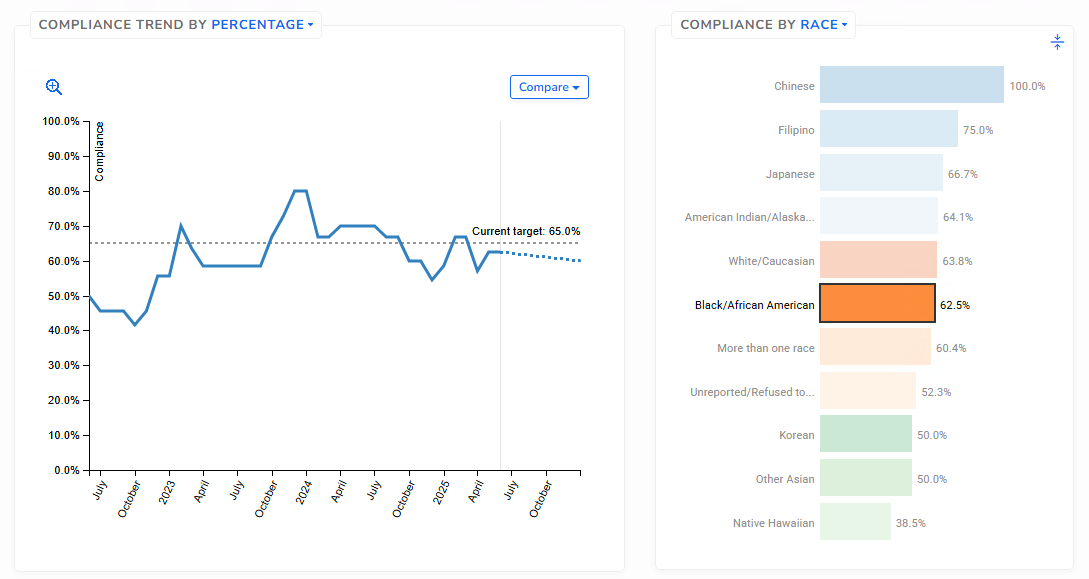 COMPLIANCE TREND BY PERCENTAGE
COMPLIANCE BY RACE
Compare
100.0%
90.0%
80.0%
70.0%
60.0%
50.0%
40.0%
30.0%
20.0%
10.0%
0.0%
Compliance
Current target: 65.0%
July
October
2023
April
July
October
2024
April
July
October
2025
April
July
October
Chinese 100.0%
Filipino 75.0%
Japanese 66.7%
American Indian/Alaska... 64.1%
White/Caucasian 63.8%
Black/African American 62.5%
More than one race 60.4%
Unreported/Refused to... 52.3%
Korean 50.0%
Other Asian 50.0%
Native Hawaiian 38.5%